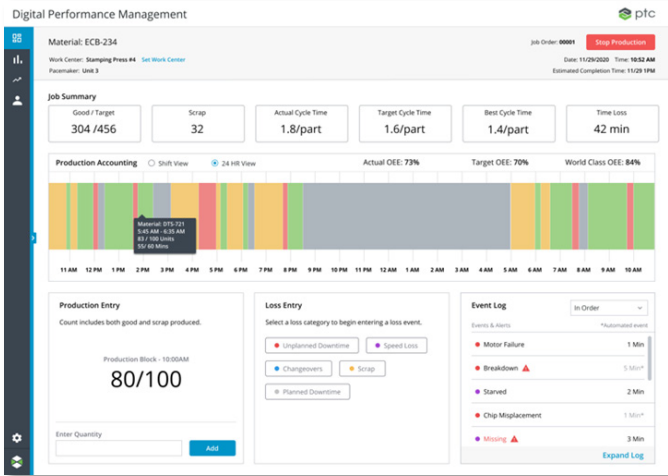 Digital Performance Management
ptc
Material: ECB-234
Job Order: 00001
Stop Production
Work Center: Stamping Press #4 Set Work Center
Date: 11/29/2020 Time: 10:52 AM
Pacemaker: Unit 3
Estimated Completion Time: 11/29 1PM
Job Summary
Good / Target
304 /456
Scrap
32
Actual Cycle Time
1.8/part
Target Cycle Time
1.6/part
Best Cycle Time
1.4/part
Time Loss
42 min
Production Accounting
Shift View
24 HR View
Actual OEE: 73%
Target OEE: 70%
World Class OEE: 84%
Material: DTS-721
5:45 AM - 6:35 AM
83 / 100 Units
55/ 60 Mins
11 AM 12 PM 1 PM 2 PM 3 PM 4 PM 5 PM 6 PM 7 PM 8 PM 9 PM 10 PM 11 PM 12 AM 1 AM 2 AM 3 AM 4 AM 5 AM 6 AM 7 AM 8 AM 9 AM 10 AM
Production Entry
Count includes both good and scrap produced.
Production Block - 10:00AM
80/100
Enter Quantity
Add
Loss Entry
Select a loss category to begin entering a loss event.
Unplanned Downtime
Speed Loss
Changeovers
Scrap
Planned Downtime
Event Log
In Order
Events & Alerts
*Automated event
Motor Failure 1 Min
Breakdown 5 Min*
Starved 2 Min
Chip Misplacement 1 Min*
Missing 3 Min
Expand Log